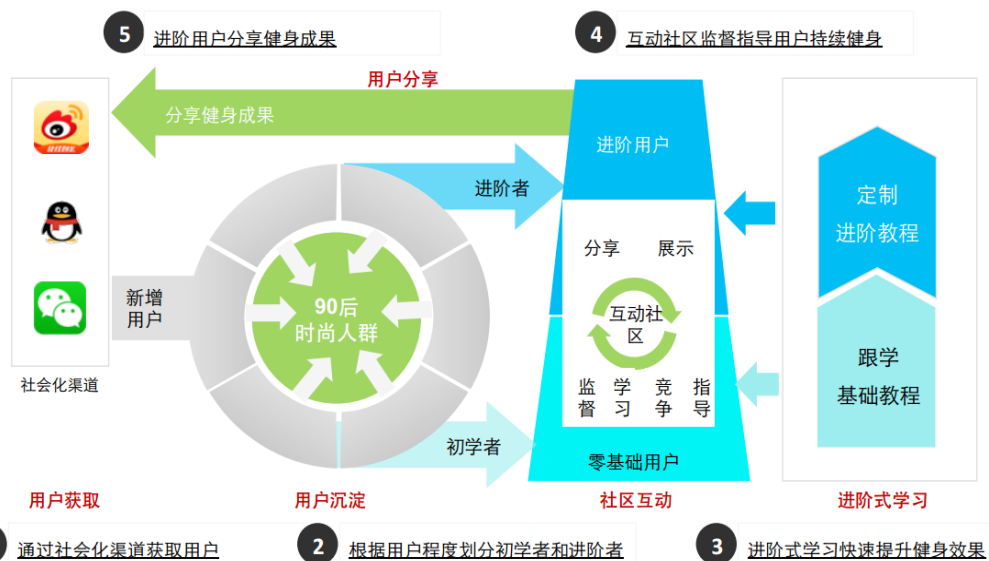 5 进阶用户分享健身成果
4 互动社区监督指导用户持续健身
用户分享
分享健身成果
进阶用户
进阶者
定制
进阶教程
分享 展示
新增
用户
90后
时尚人群
互动社
区
跟学
基础教程
社会化渠道
监 学 竞 指
督 习 争 导
初学者
零基础用户
用户获取
用户沉淀
社区互动
进阶式学习
通过社会化渠道获取用户
2 根据用户程度划分初学者和进阶者
3 进阶式学习快速提升健身效果